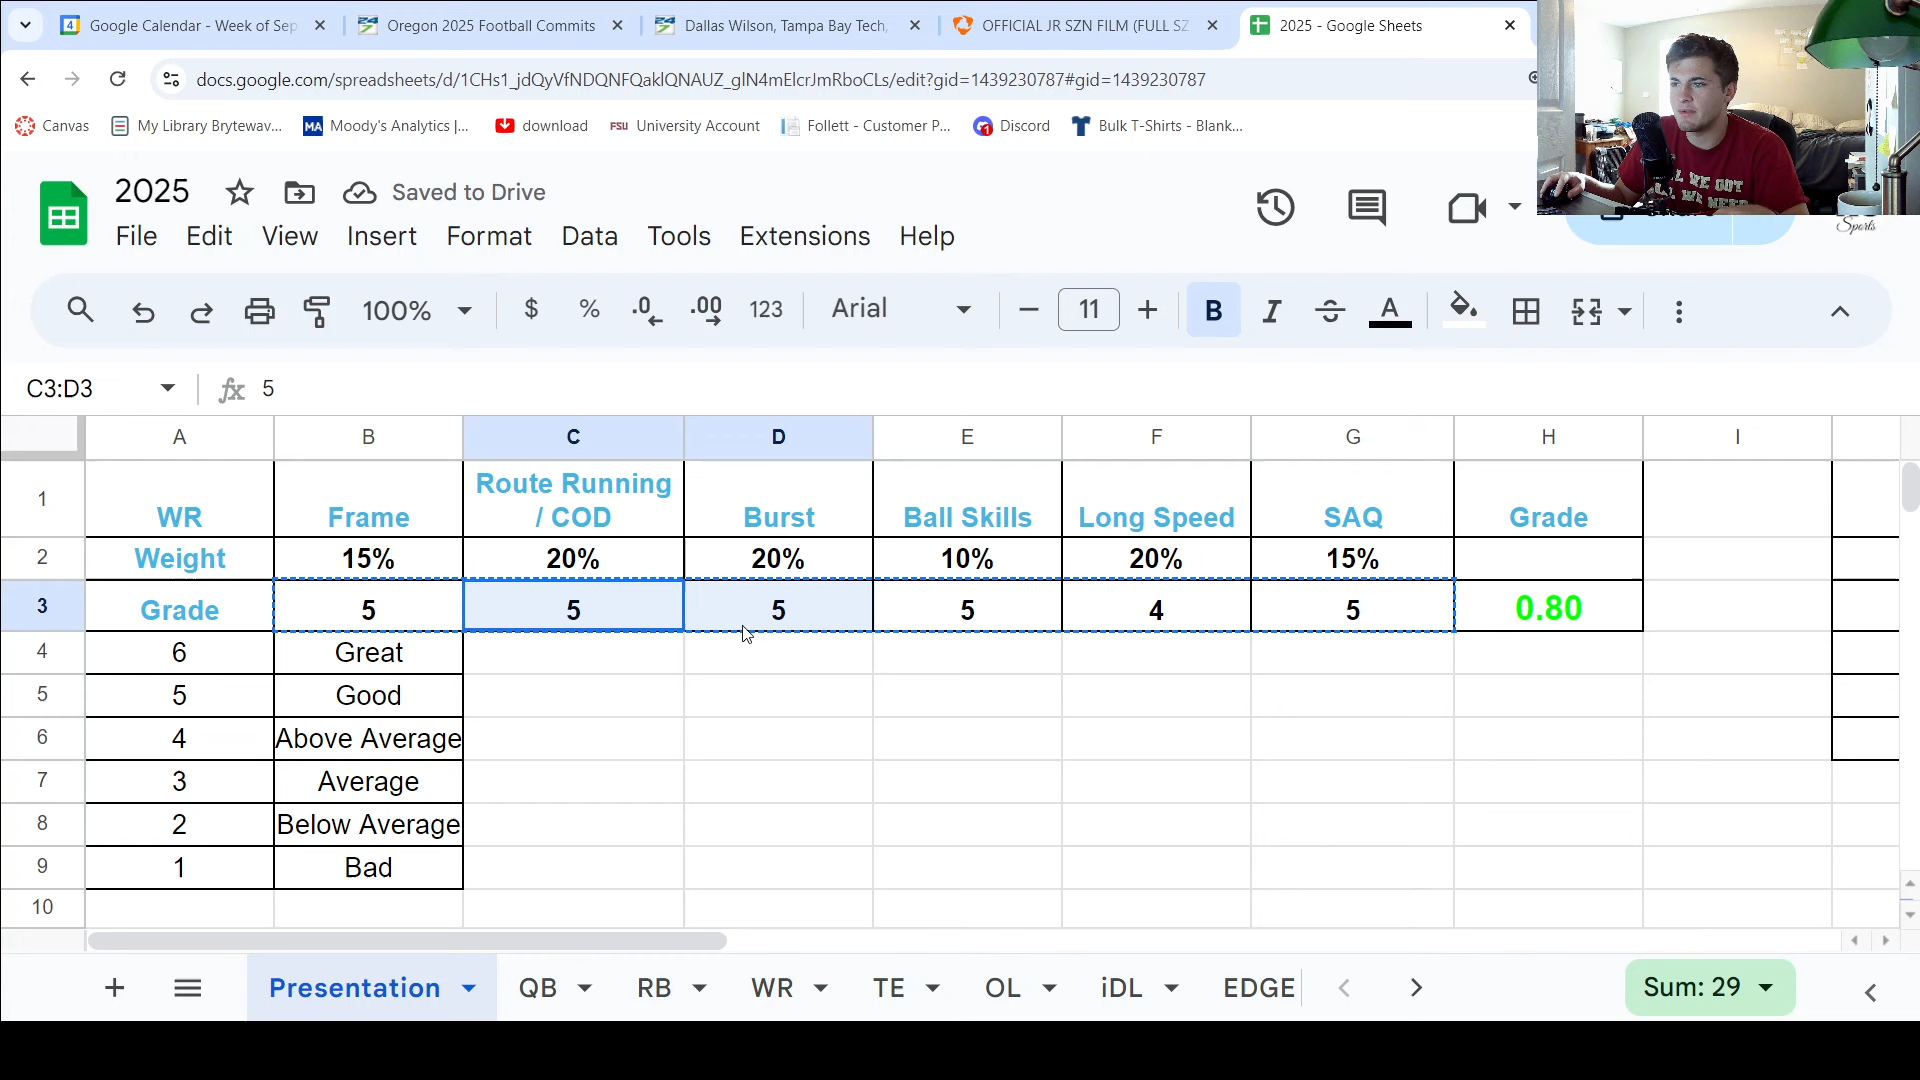 Google Calendar - Week of Sep
Oregon 2025 Football Commits
Dallas Wilson, Tampa Bay Tech,
OFFICIAL JR SZN FILM (FULL SZ
2025 - Google Sheets
docs.google.com/spreadsheets/d/1CHs1_jdQyVfNDQNFQaklQNAUZ_glN4mElcrJmRboCLs/edit?gid=1439230787#gid=1439230787
Canvas
My Library Brytewav...
MA Moody's Analytics |...
download
FSU University Account
Follett - Customer P...
Discord
Bulk T-Shirts - Blank...
2025
Saved to Drive
File Edit View Insert Format Data Tools Extensions Help
Sports
100% $ % .0 .00 123 Arial 11 B I A
C3:D3 fx 5
A B C D E F G H I
1 WR Frame Route Running / COD Burst Ball Skills Long Speed SAQ Grade
2 Weight 15% 20% 20% 10% 20% 15%
3 Grade 5 5 5 5 4 5 0.80
4 6 Great
5 5 Good
6 4 Above Average
7 3 Average
8 2 Below Average
9 1 Bad
10
Presentation QB RB WR TE OL iDL EDGE
Sum: 29